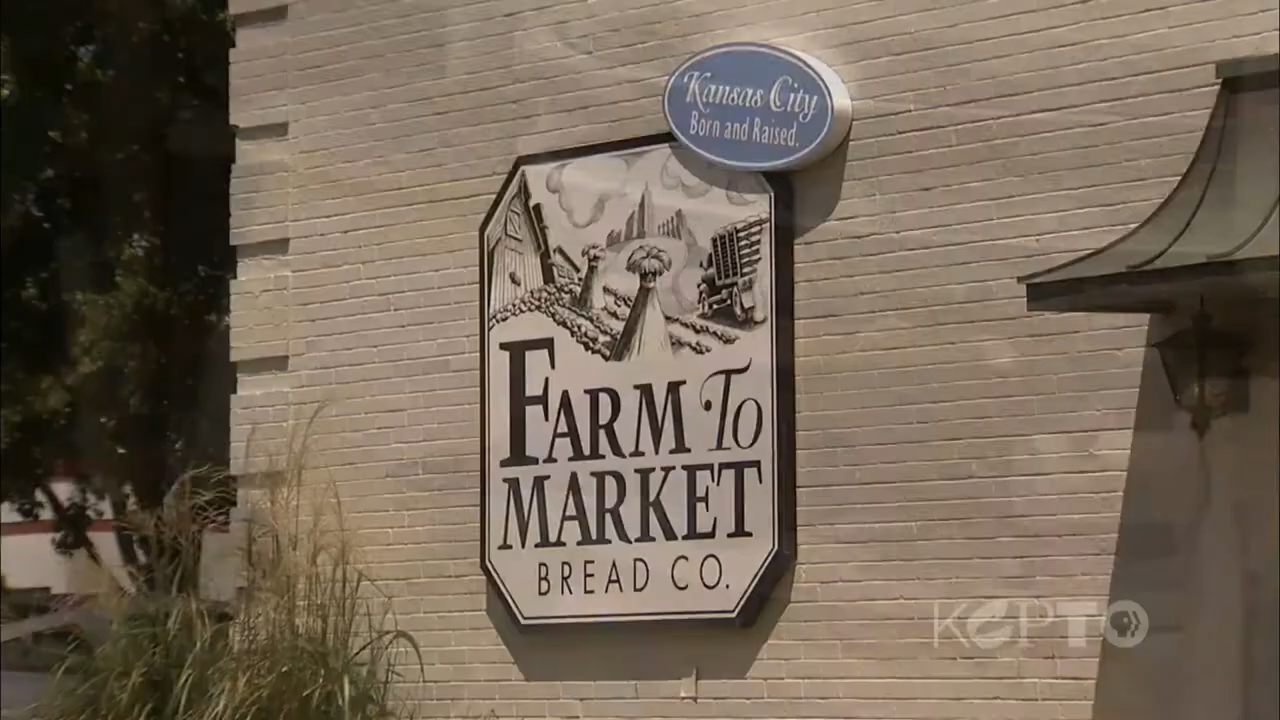 Kansas City
Born and Raised.
FARM To
MARKET
BREAD CO.
KCPT